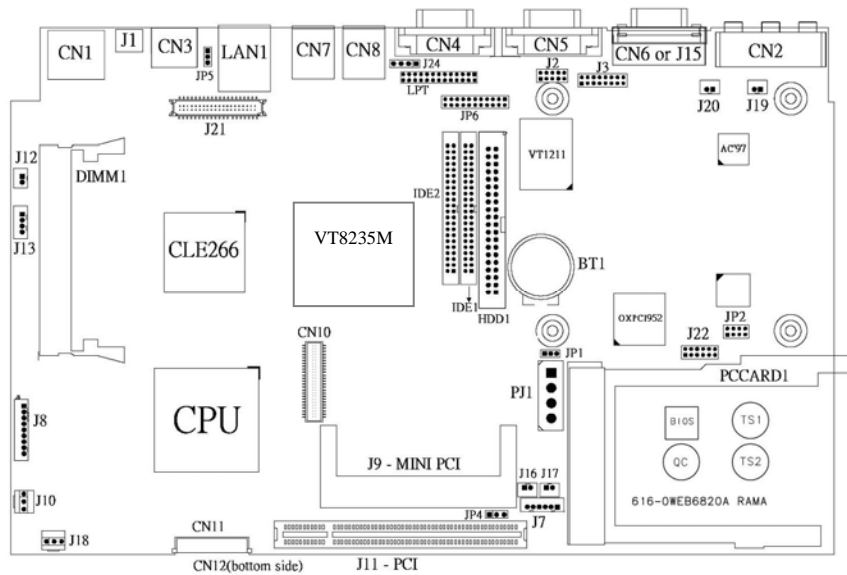 CN1
J1
CN3
JP5
LAN1
CN7
CN8
CN4
CN5
CN6 or J15
CN2
J24
LPT
JP6
J2
J3
J20
J19
J21
J12
DIMM1
J13
CLE266
VT8235M
IDE2
IDE1
HDD1
VT1211
AC'97
BT1
OXPCI952
JP2
J22
JP1
PCCARD1
CN10
PJ1
CPU
J8
J9 - MINI PCI
BIOS
TS1
QC
TS2
616-0WEB6820A RAMA
J16
J17
J7
JP4
J10
J18
CN11
CN12(bottom side)
J11 - PCI